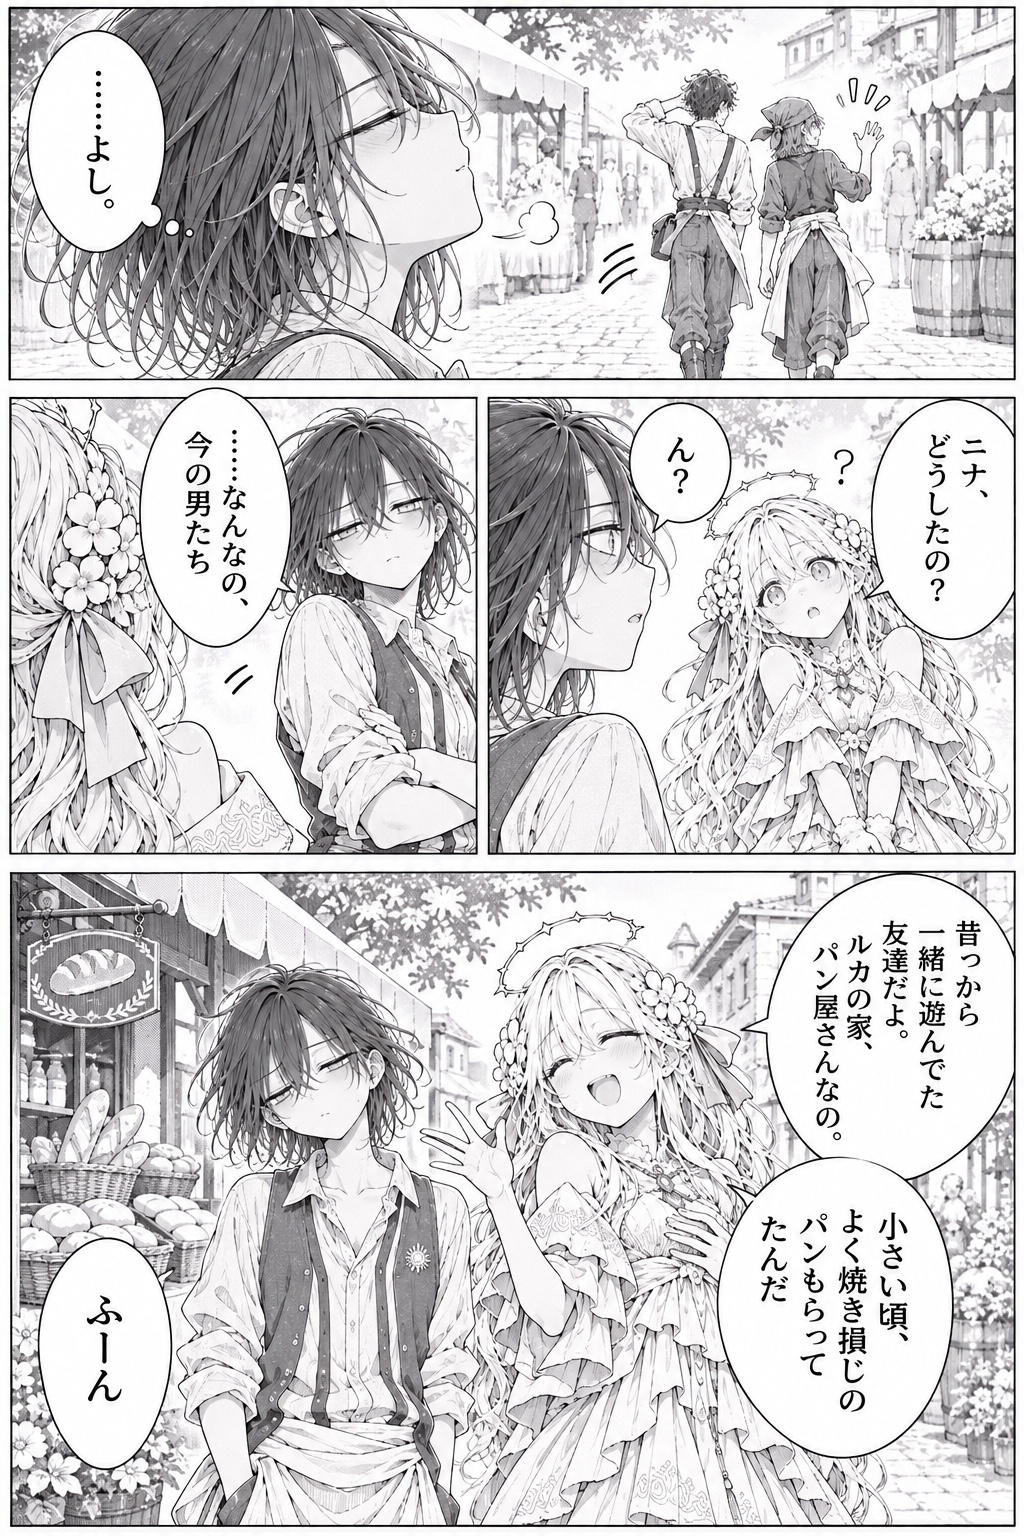 ……よし。
ニナ、
どうしたの？
？
ん？
……なんなの、
今の男たち
昔っから
一緒に遊んでた
友達だよ。
ルカの家、
パン屋さんなの。
小さい頃、
よく焼き損じの
パンもらって
たんだ
ふーん